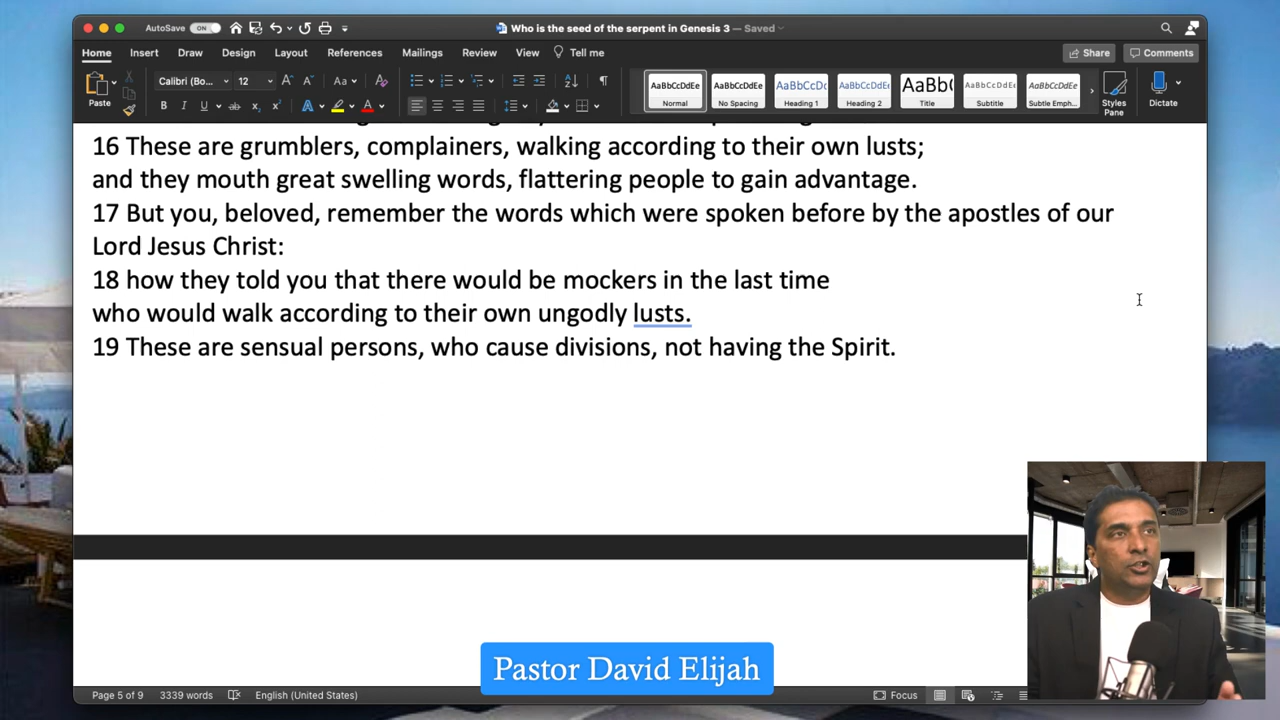 AutoSave ON
Who is the seed of the serpent in Genesis 3 — Saved
Home Insert Draw Design Layout References Mailings Review View Tell me Share Comments
Paste Calibri (Bo... 12 Aa Normal No Spacing Heading 1 Heading 2 Title Subtitle Subtle Emph... Styles Pane Dictate
16 These are grumblers, complainers, walking according to their own lusts;
and they mouth great swelling words, flattering people to gain advantage.
17 But you, beloved, remember the words which were spoken before by the apostles of our
Lord Jesus Christ:
18 how they told you that there would be mockers in the last time
who would walk according to their own ungodly lusts.
19 These are sensual persons, who cause divisions, not having the Spirit.
Pastor David Elijah
Page 5 of 9 3339 words English (United States) Focus